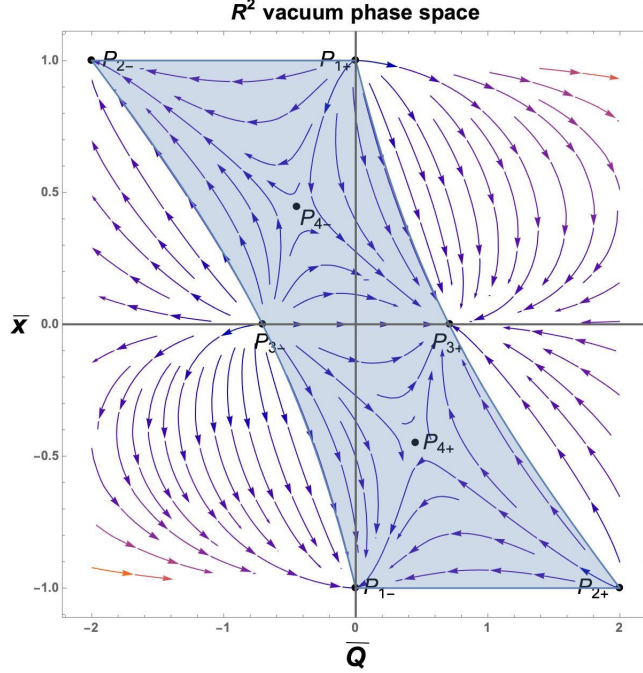 R² vacuum phase space
1.0
P₂₋
P₁₊
0.5
P₄₋
x̅
0.0
P₃₋
P₃₊
P₄₊
−0.5
−1.0
P₁₋
P₂₊
−2
−1
0
1
2
Q̅